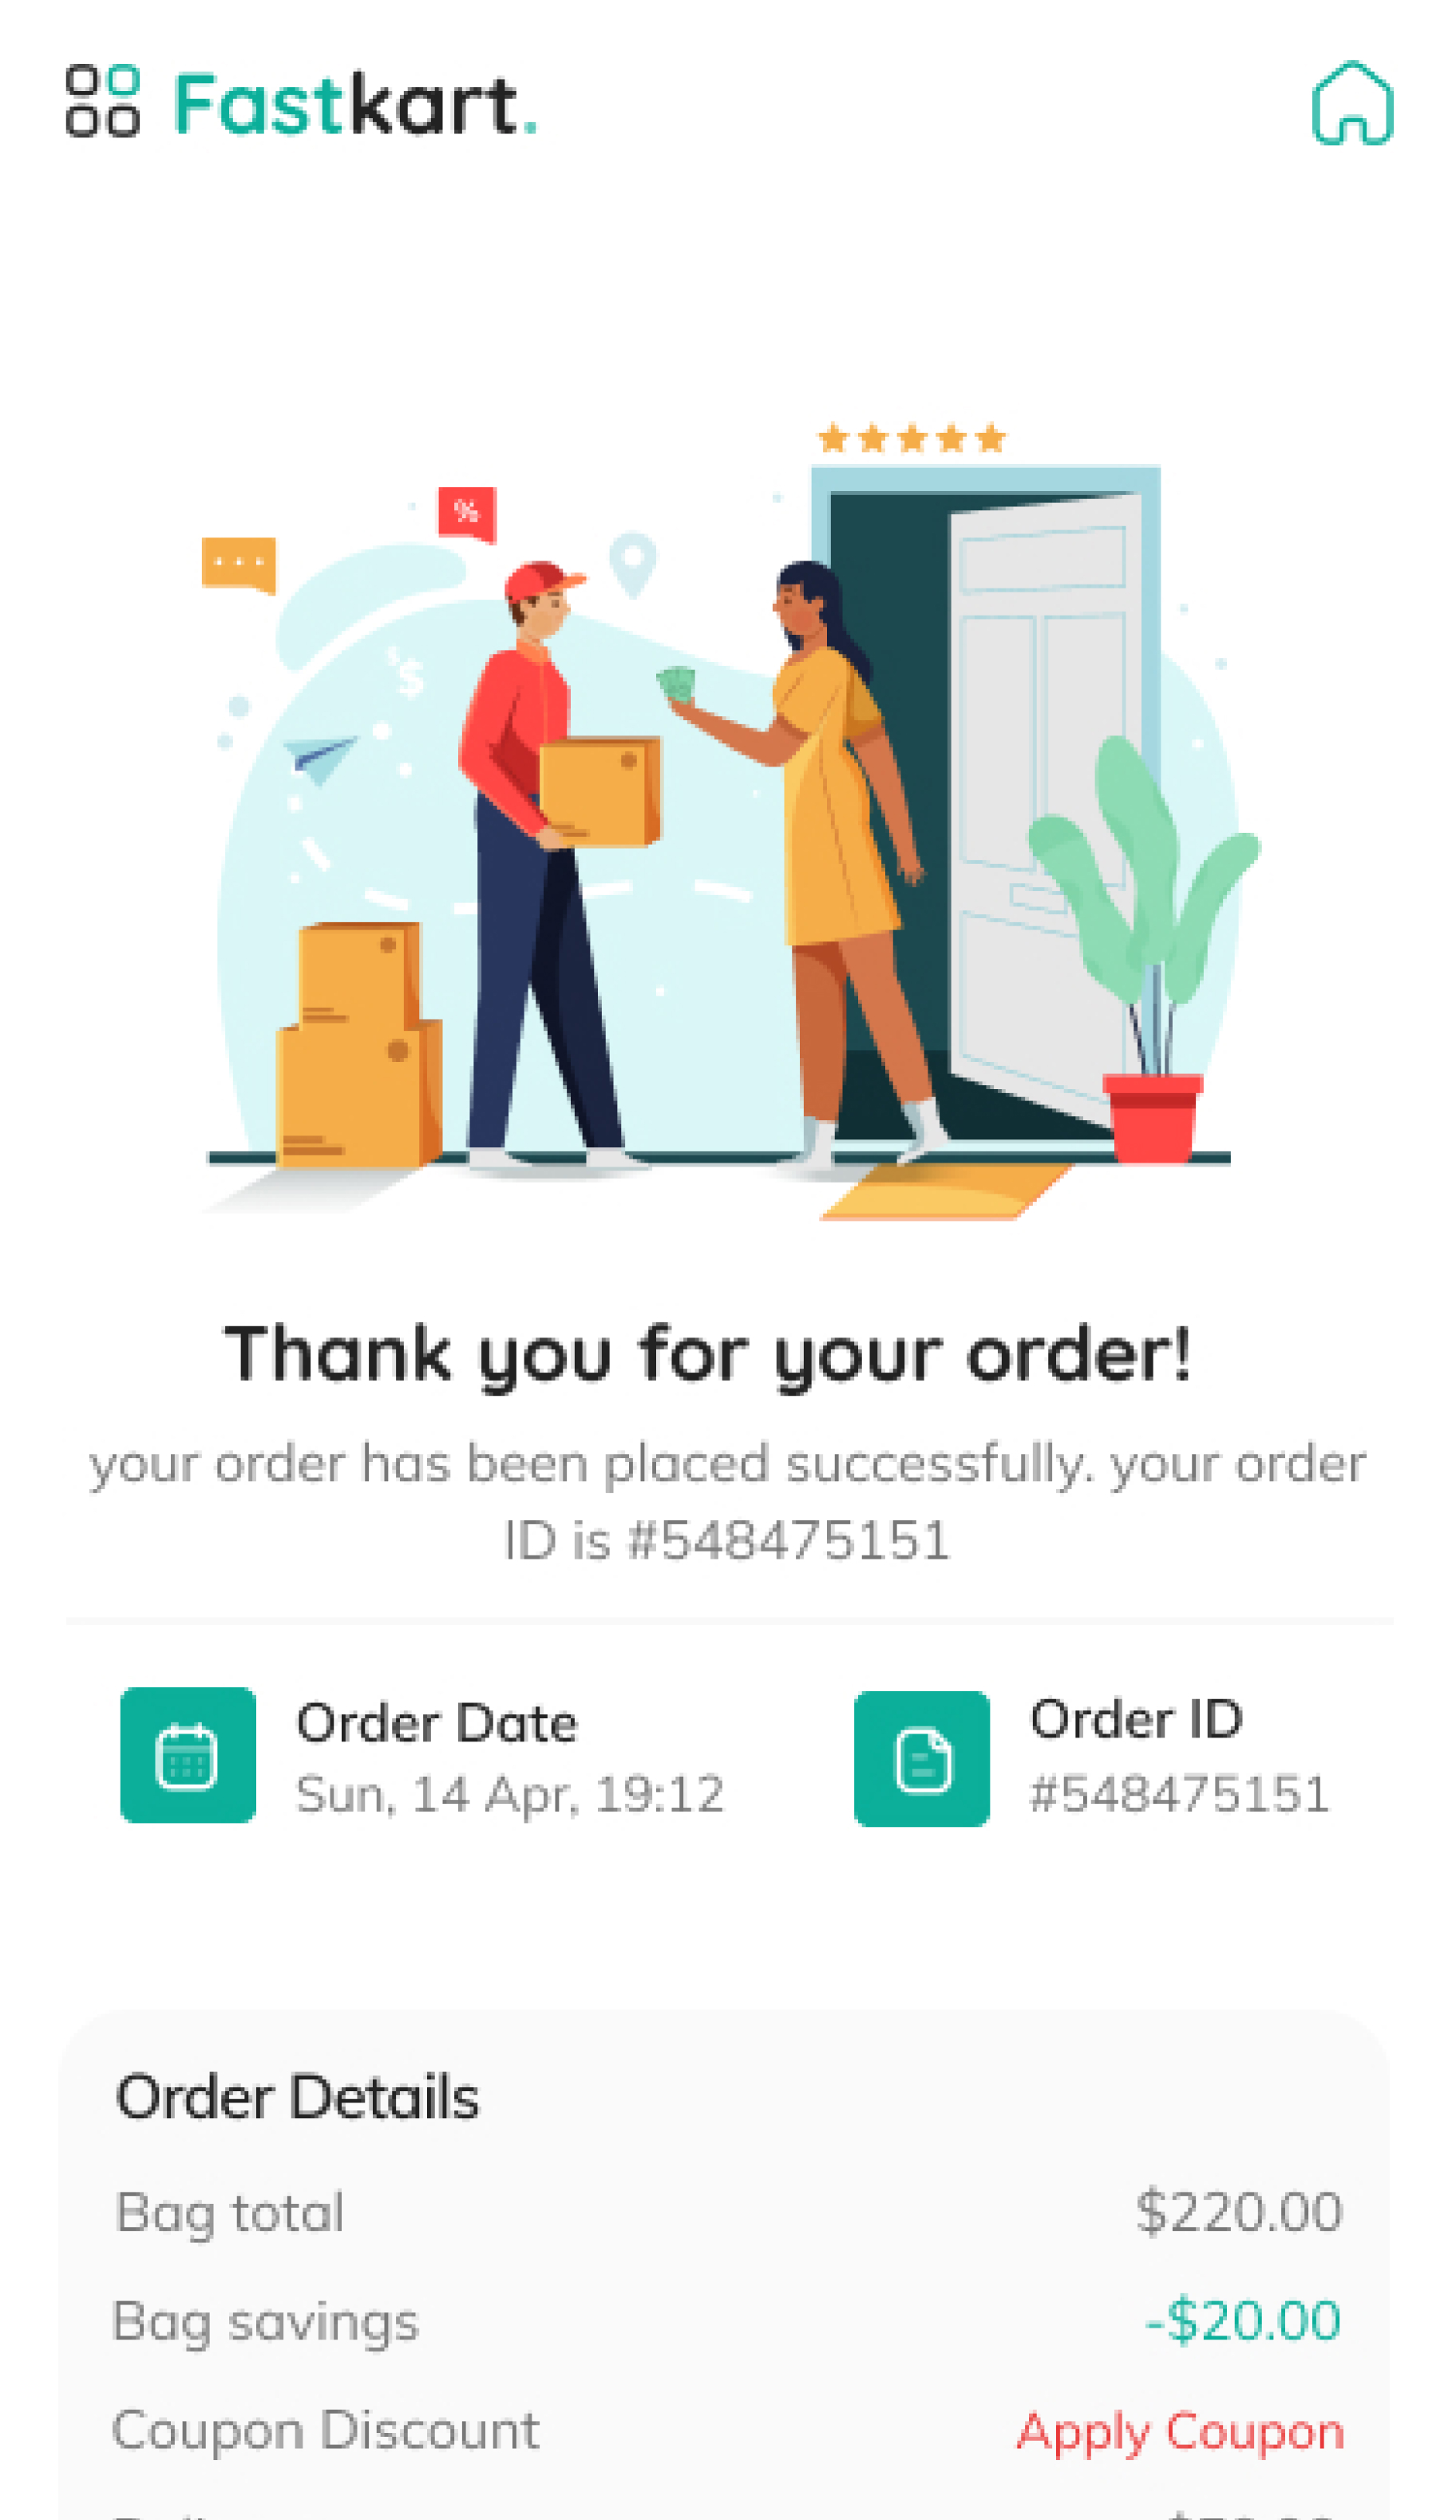 Fastkart.
%
$
$
Thank you for your order!
your order has been placed successfully. your order
ID is #548475151
Order Date
Sun, 14 Apr, 19:12
Order ID
#548475151
Order Details
Bag total
$220.00
Bag savings
-$20.00
Coupon Discount
Apply Coupon